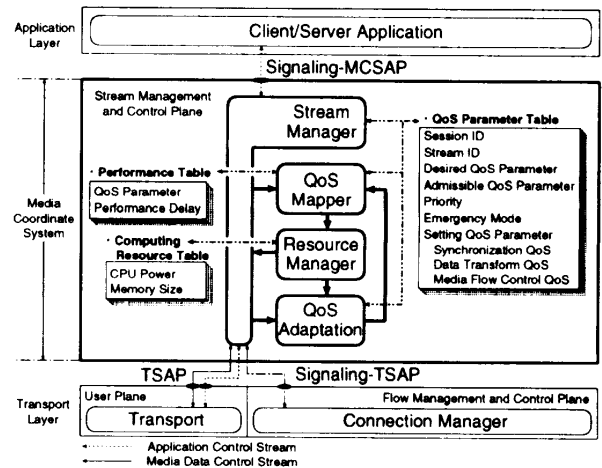 Application
Layer
Client/Server Application
Signaling-MCSAP
Stream Management
and Control Plane
Stream
Manager
· QoS Parameter Table
Session ID
Stream ID
Desired QoS Parameter
Admissible QoS Parameter
Priority
Emergency Mode
Setting QoS Parameter
Synchronization QoS
Data Transform QoS
Media Flow Control QoS
· Performance Table
QoS Parameter
Performance Delay
QoS
Mapper
Media
Coordinate
System
· Computing
Resource Table
CPU Power
Memory Size
Resource
Manager
QoS
Adaptation
TSAP
Signaling-TSAP
Transport
Layer
User Plane
Flow Management and Control Plane
Transport
Connection Manager
Application Control Stream
Media Data Control Stream